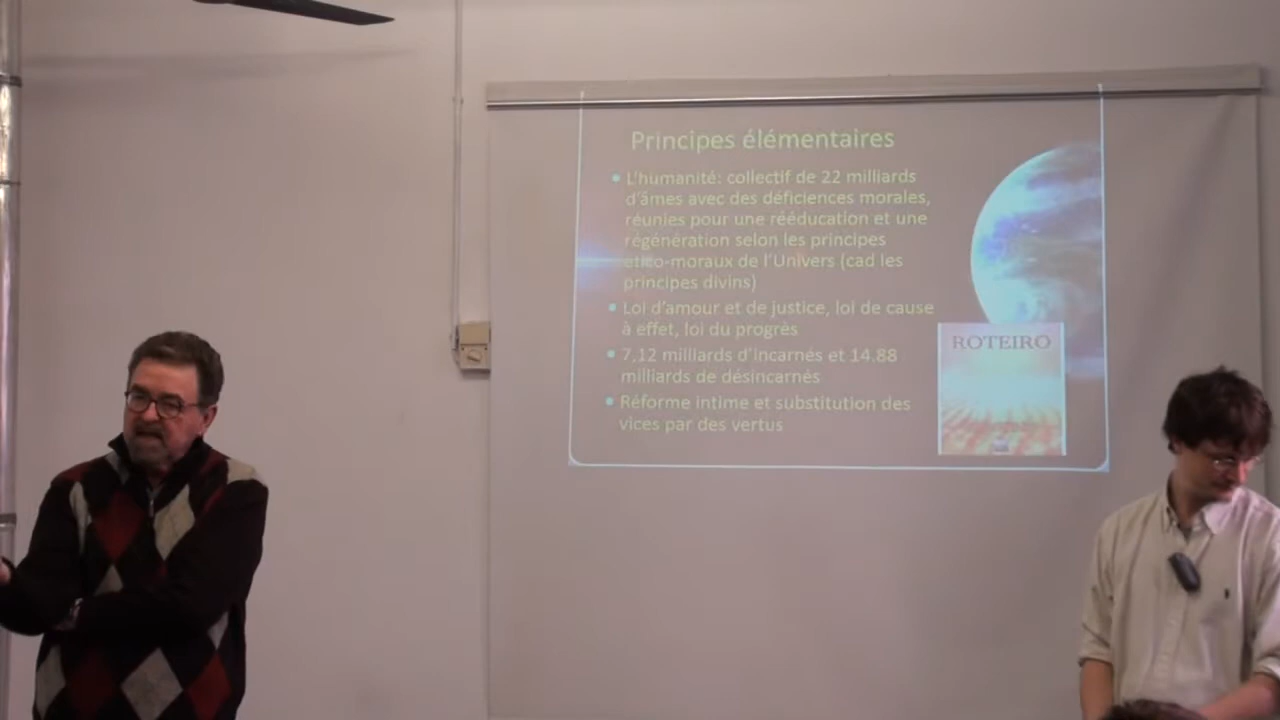 Principes élémentaires
• L'humanité: collectif de 22 milliards
d'âmes avec des déficiences morales,
réunies pour une rééducation et une
régénération selon les principes
etico-moraux de l'Univers (cad les
principes divins)
• Loi d'amour et de justice, loi de cause
à effet, loi du progrès
• 7.12 milliards d'incarnés et 14.88
milliards de désincarnés
• Réforme intime et substitution des
vices par des vertus
ROTEIRO